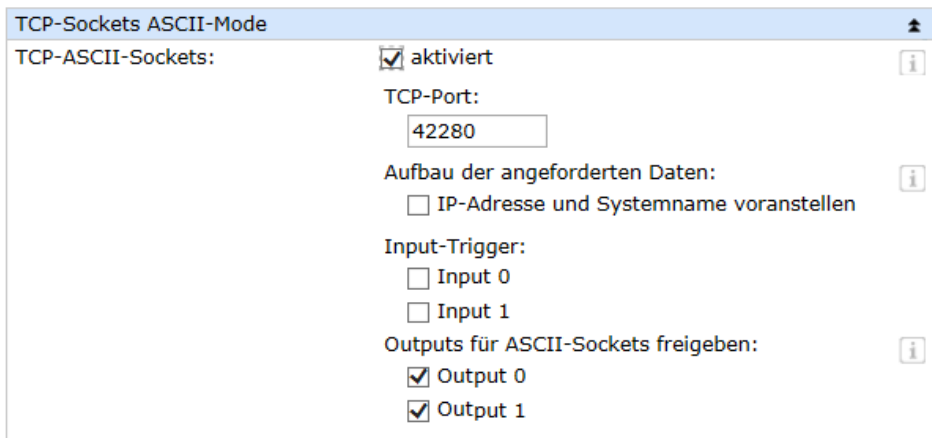 TCP-Sockets ASCII-Mode
TCP-ASCII-Sockets: aktiviert
TCP-Port:
42280
Aufbau der angeforderten Daten:
IP-Adresse und Systemname voranstellen
Input-Trigger:
Input 0
Input 1
Outputs für ASCII-Sockets freigeben:
Output 0
Output 1